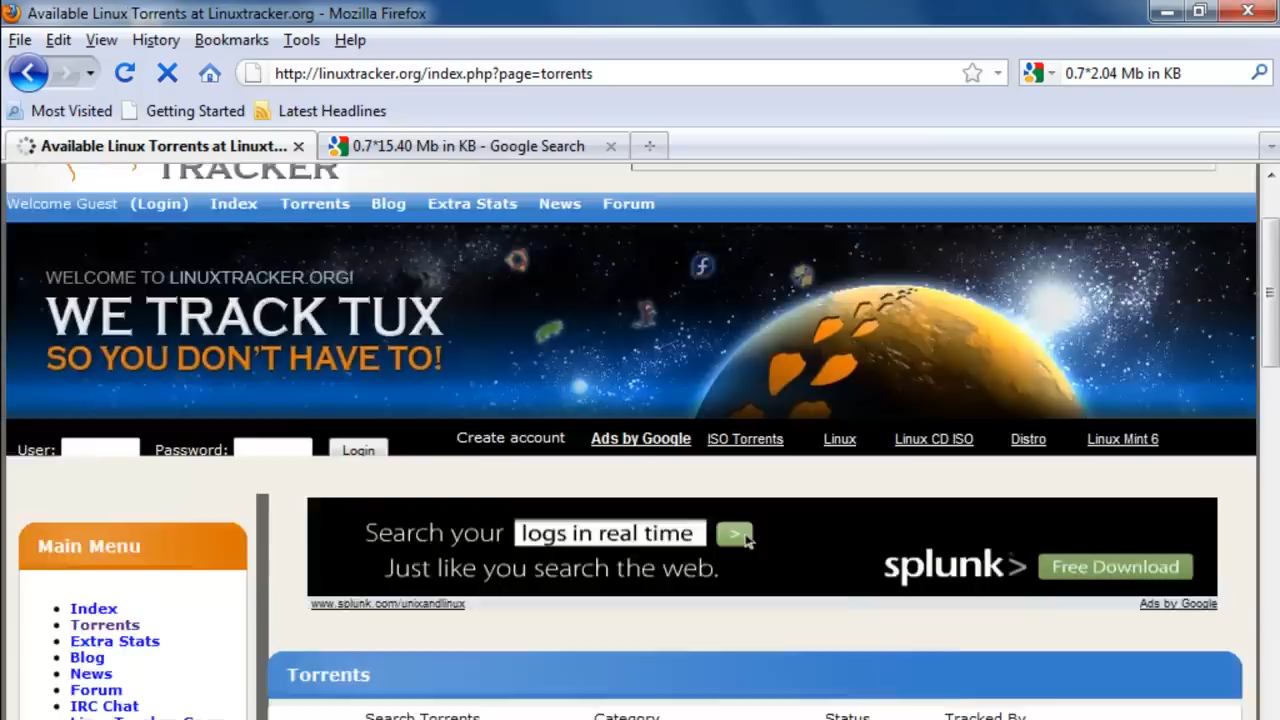 Available Linux Torrents at Linuxtracker.org - Mozilla Firefox
File Edit View History Bookmarks Tools Help
http://linuxtracker.org/index.php?page=torrents
0.7*2.04 Mb in KB
Most Visited Getting Started Latest Headlines
Available Linux Torrents at Linuxt...
0.7*15.40 Mb in KB - Google Search
TRACKER
Welcome Guest (Login) Index Torrents Blog Extra Stats News Forum
WELCOME TO LINUXTRACKER.ORG!
WE TRACK TUX
SO YOU DON'T HAVE TO!
User: Password: Login Create account Ads by Google ISO Torrents Linux Linux CD ISO Distro Linux Mint 6
Search your logs in real time >
Just like you search the web.
splunk> Free Download
www.splunk.com/unixandlinux
Ads by Google
Main Menu
Index
Torrents
Extra Stats
Blog
News
Forum
IRC Chat
Torrents
Search Torrents Category Status Tracked By